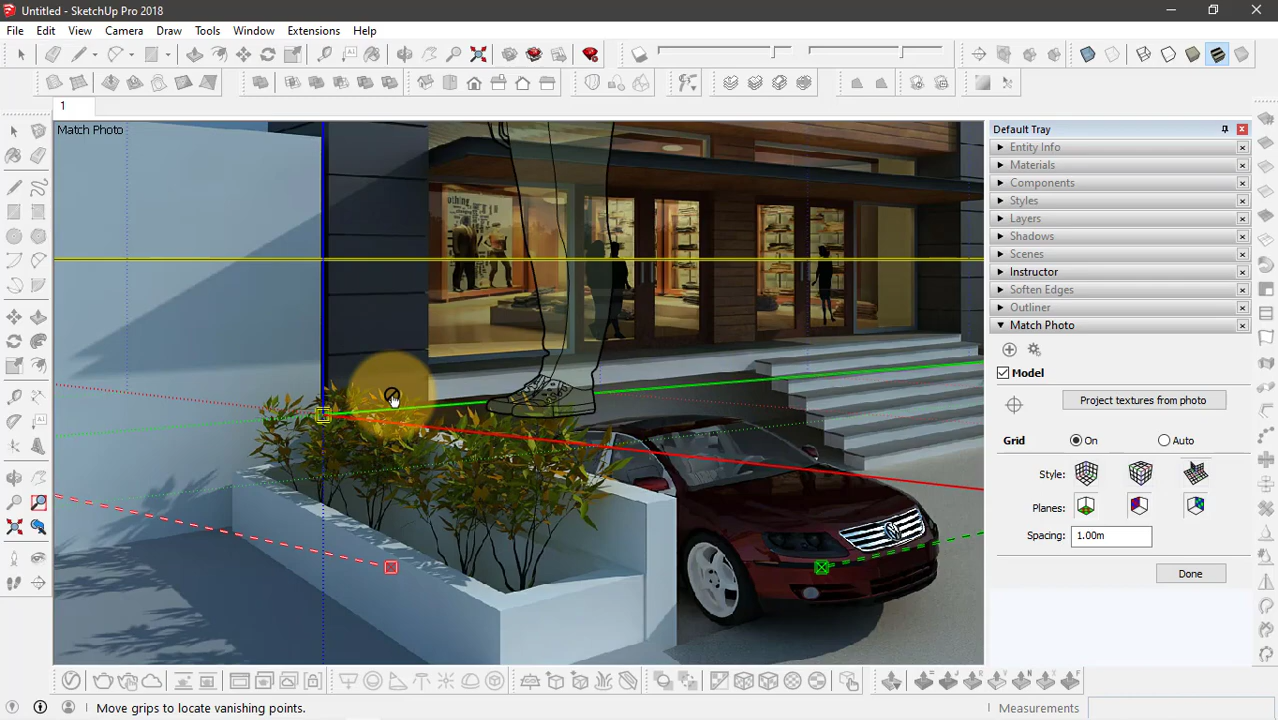 Untitled - SketchUp Pro 2018
File Edit View Camera Draw Tools Window Extensions Help
1
Match Photo
othing
Default Tray
Entity Info
Materials
Components
Styles
Layers
Shadows
Scenes
Instructor
Soften Edges
Outliner
Match Photo
Model
Project textures from photo
Grid On Auto
Style:
Planes:
Spacing: 1.00m
Done
Move grips to locate vanishing points.
Measurements